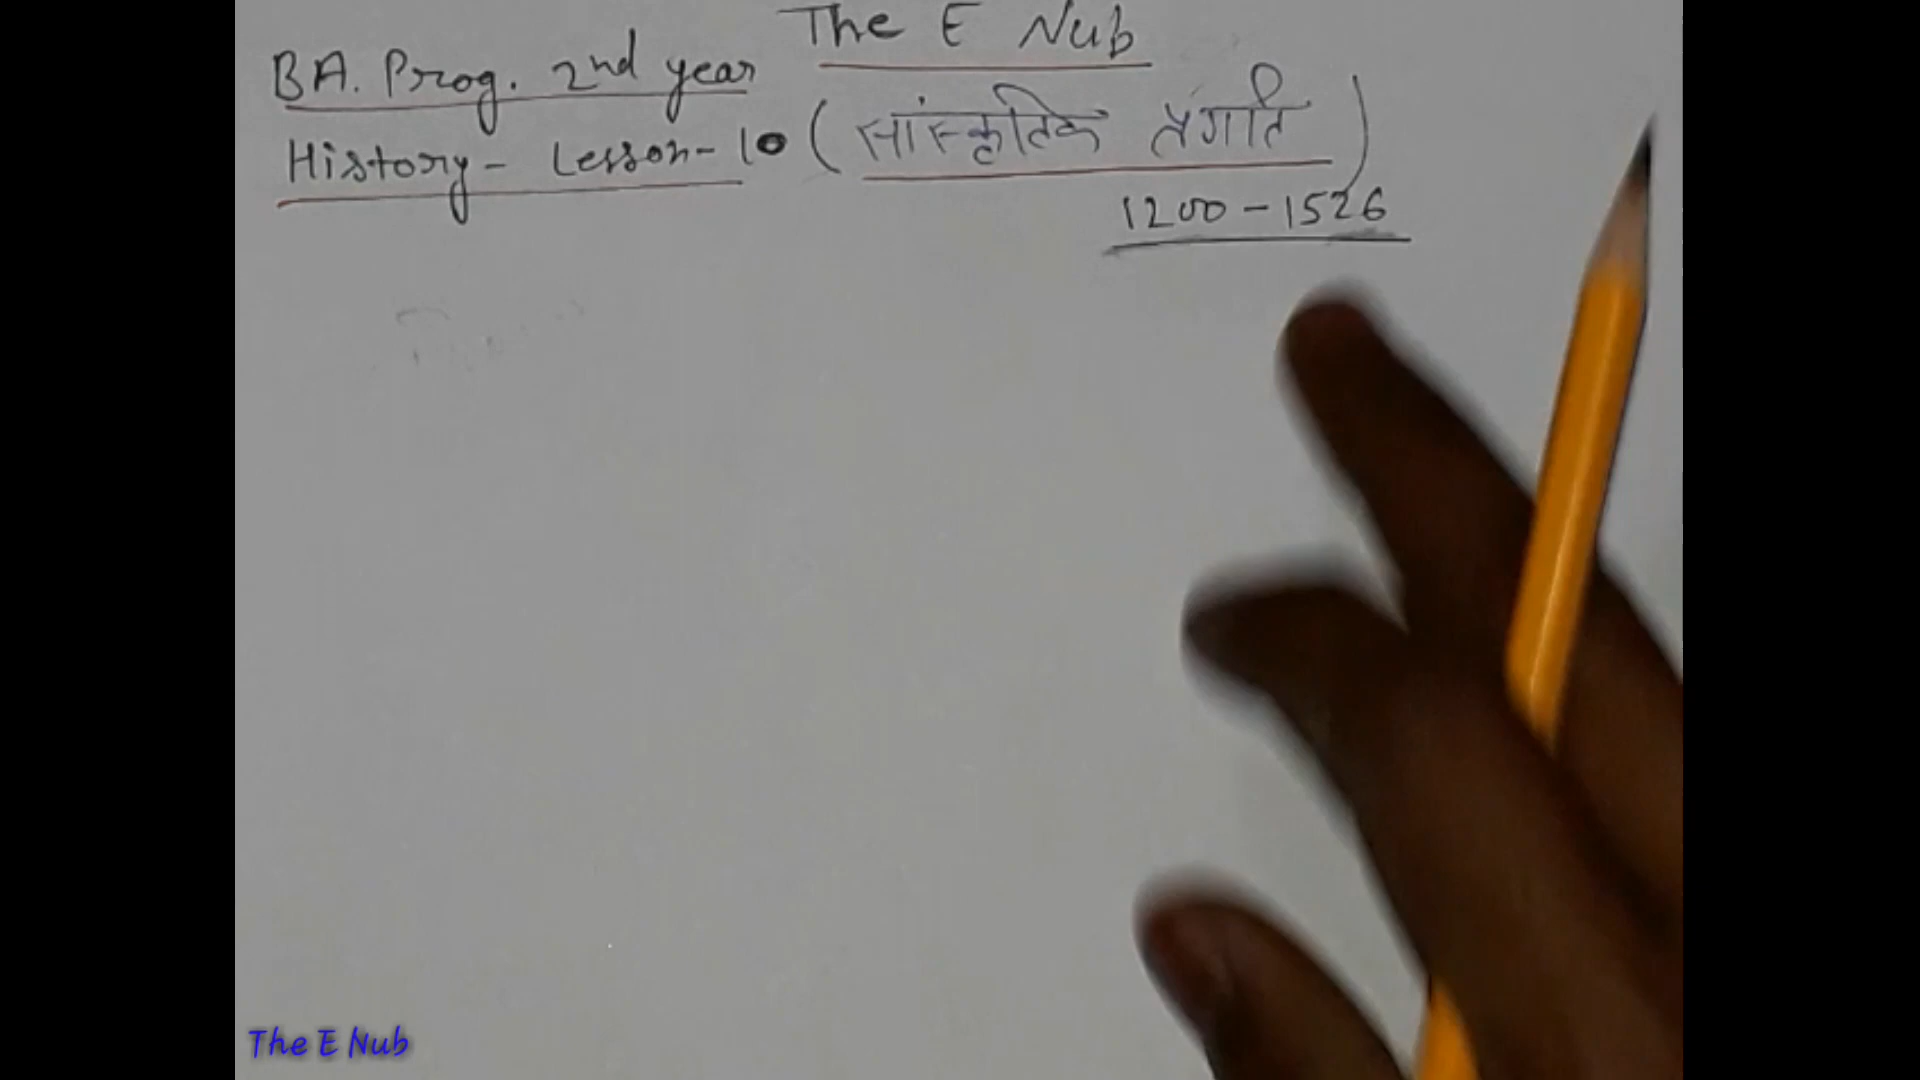 The E Nub
BA. Prog. 2nd year
History - Lesson - 10 (सांस्कृतिक प्रगति)
1200 - 1526
The E Nub